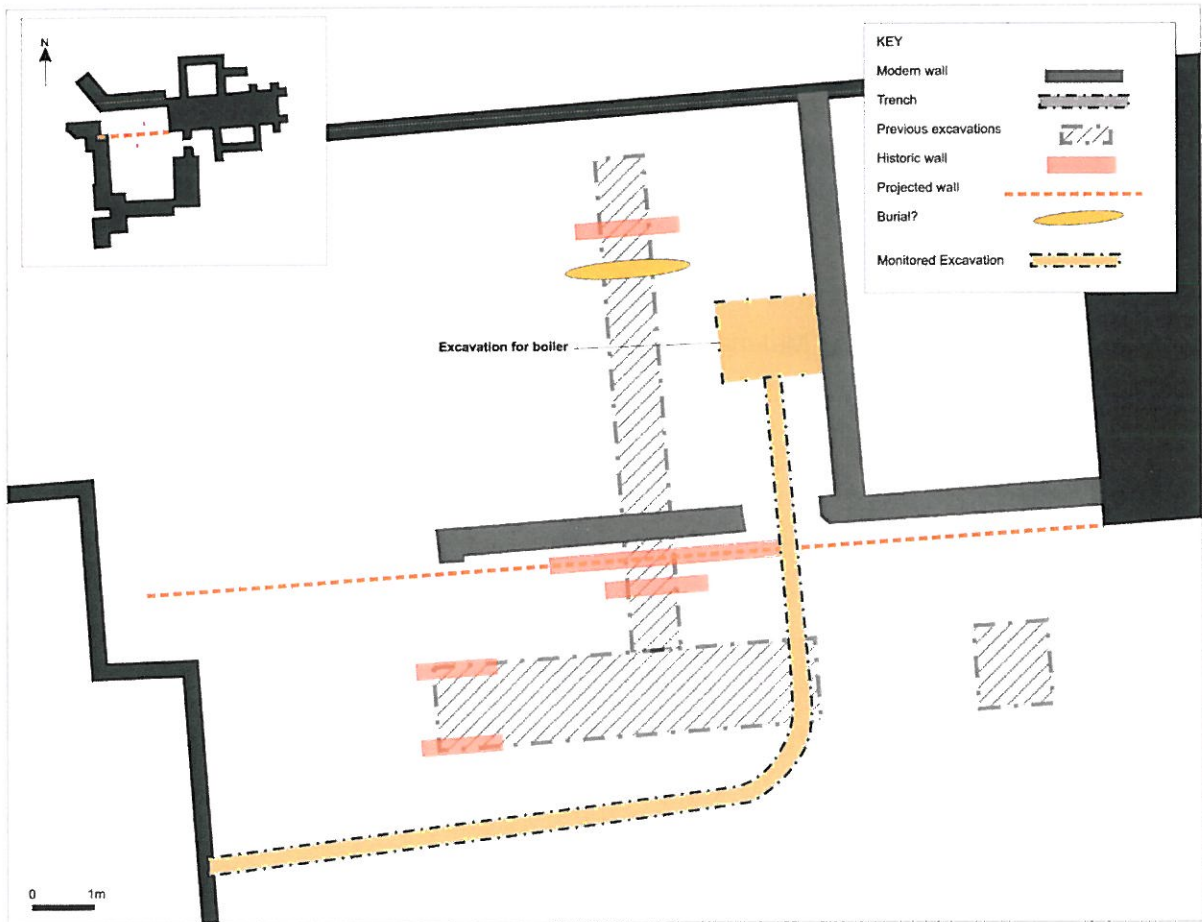 N
KEY
Modern wall
Trench
Previous excavations
Historic wall
Projected wall
Burial?
Monitored Excavation
Excavation for boiler
0 1m